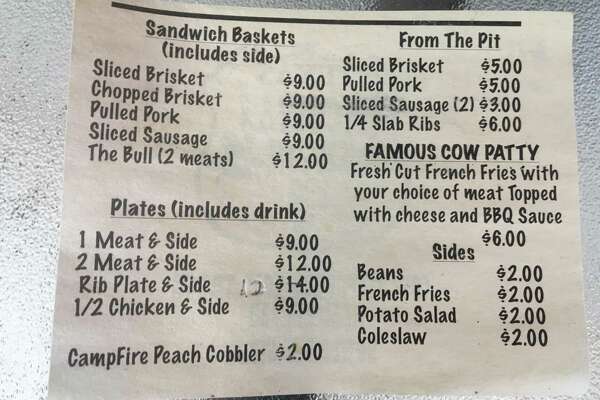 Sandwich Baskets
(includes side)
Sliced Brisket $9.00
Chopped Brisket $9.00
Pulled Pork $9.00
Sliced Sausage $9.00
The Bull (2 meats) $12.00
Plates (includes drink)
1 Meat & Side $9.00
2 Meat & Side $12.00
Rib Plate & Side 12 $14.00
1/2 Chicken & Side $9.00
CampFire Peach Cobbler $2.00
From The Pit
Sliced Brisket $5.00
Pulled Pork $5.00
Sliced Sausage (2) $3.00
1/4 Slab Ribs $6.00
FAMOUS COW PATTY
Fresh Cut French Fries with
your choice of meat Topped
with cheese and BBQ Sauce
$6.00
Sides
Beans $2.00
French Fries $2.00
Potato Salad $2.00
Coleslaw $2.00